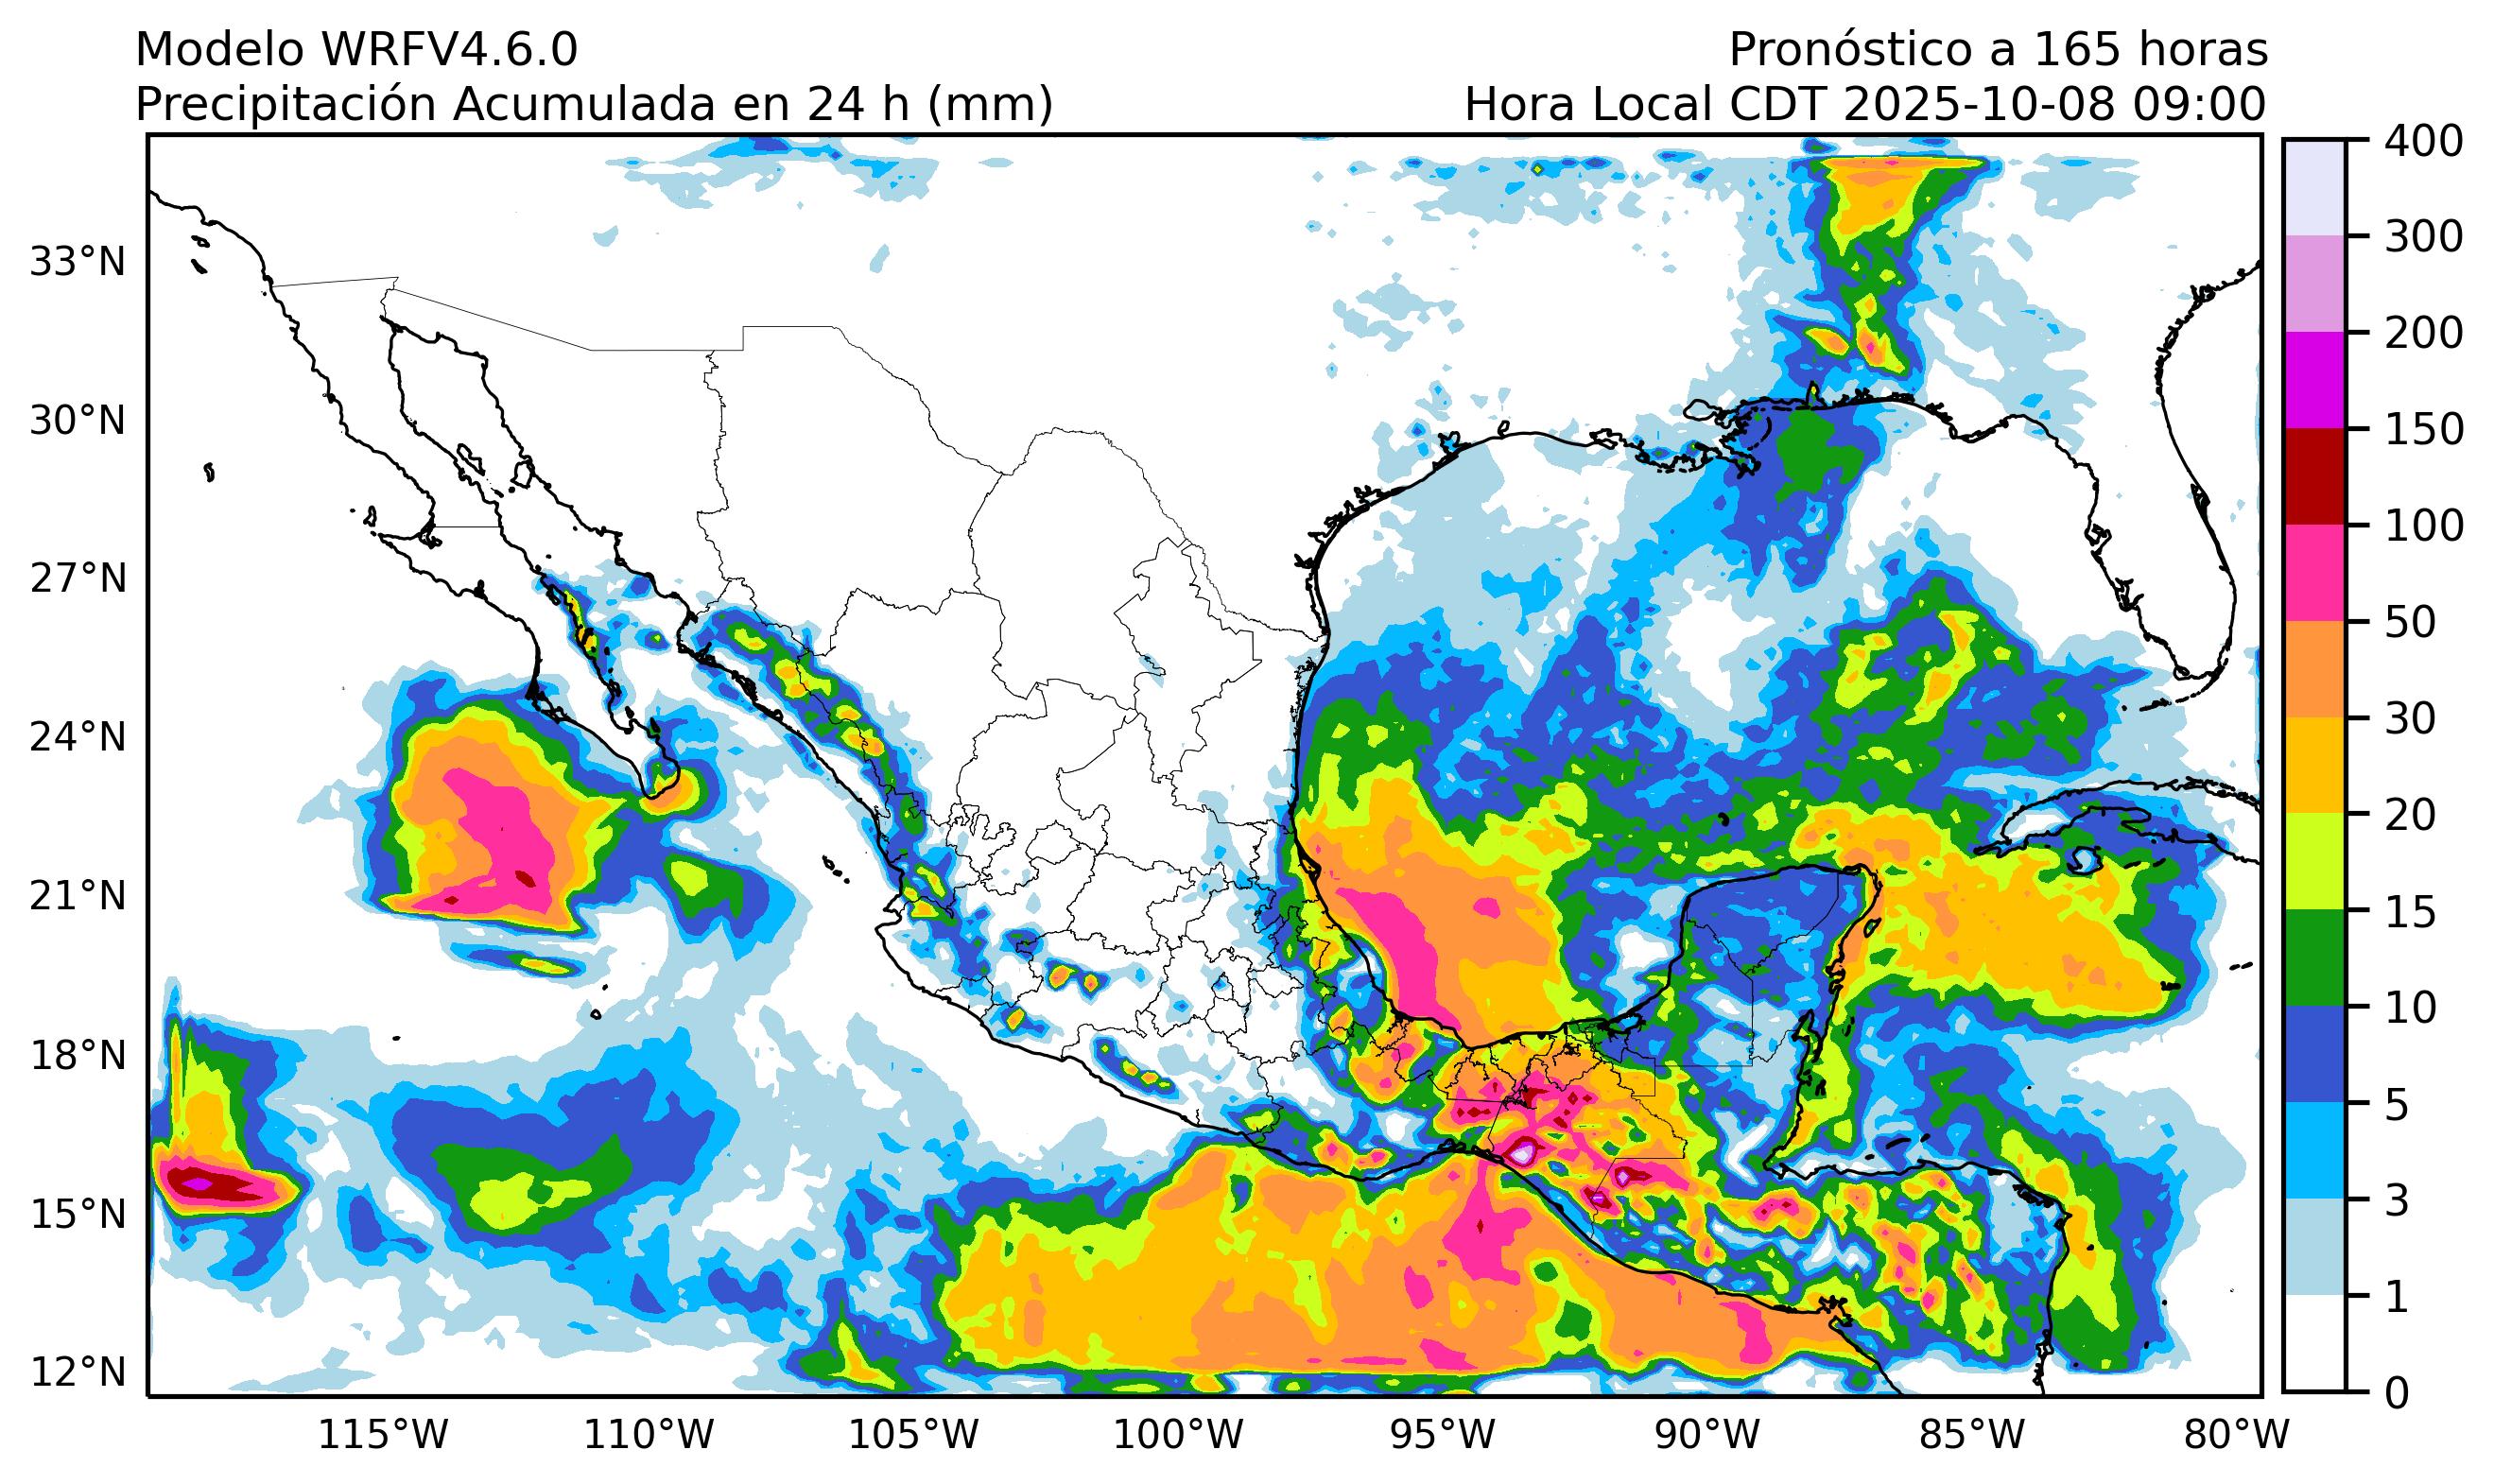 Modelo WRFV4.6.0
Pronóstico a 165 horas
Precipitación Acumulada en 24 h (mm)
Hora Local CDT 2025-10-08 09:00
33°N
30°N
27°N
24°N
21°N
18°N
15°N
12°N
115°W
110°W
105°W
100°W
95°W
90°W
85°W
80°W
400
300
200
150
100
50
30
20
15
10
5
3
1
0